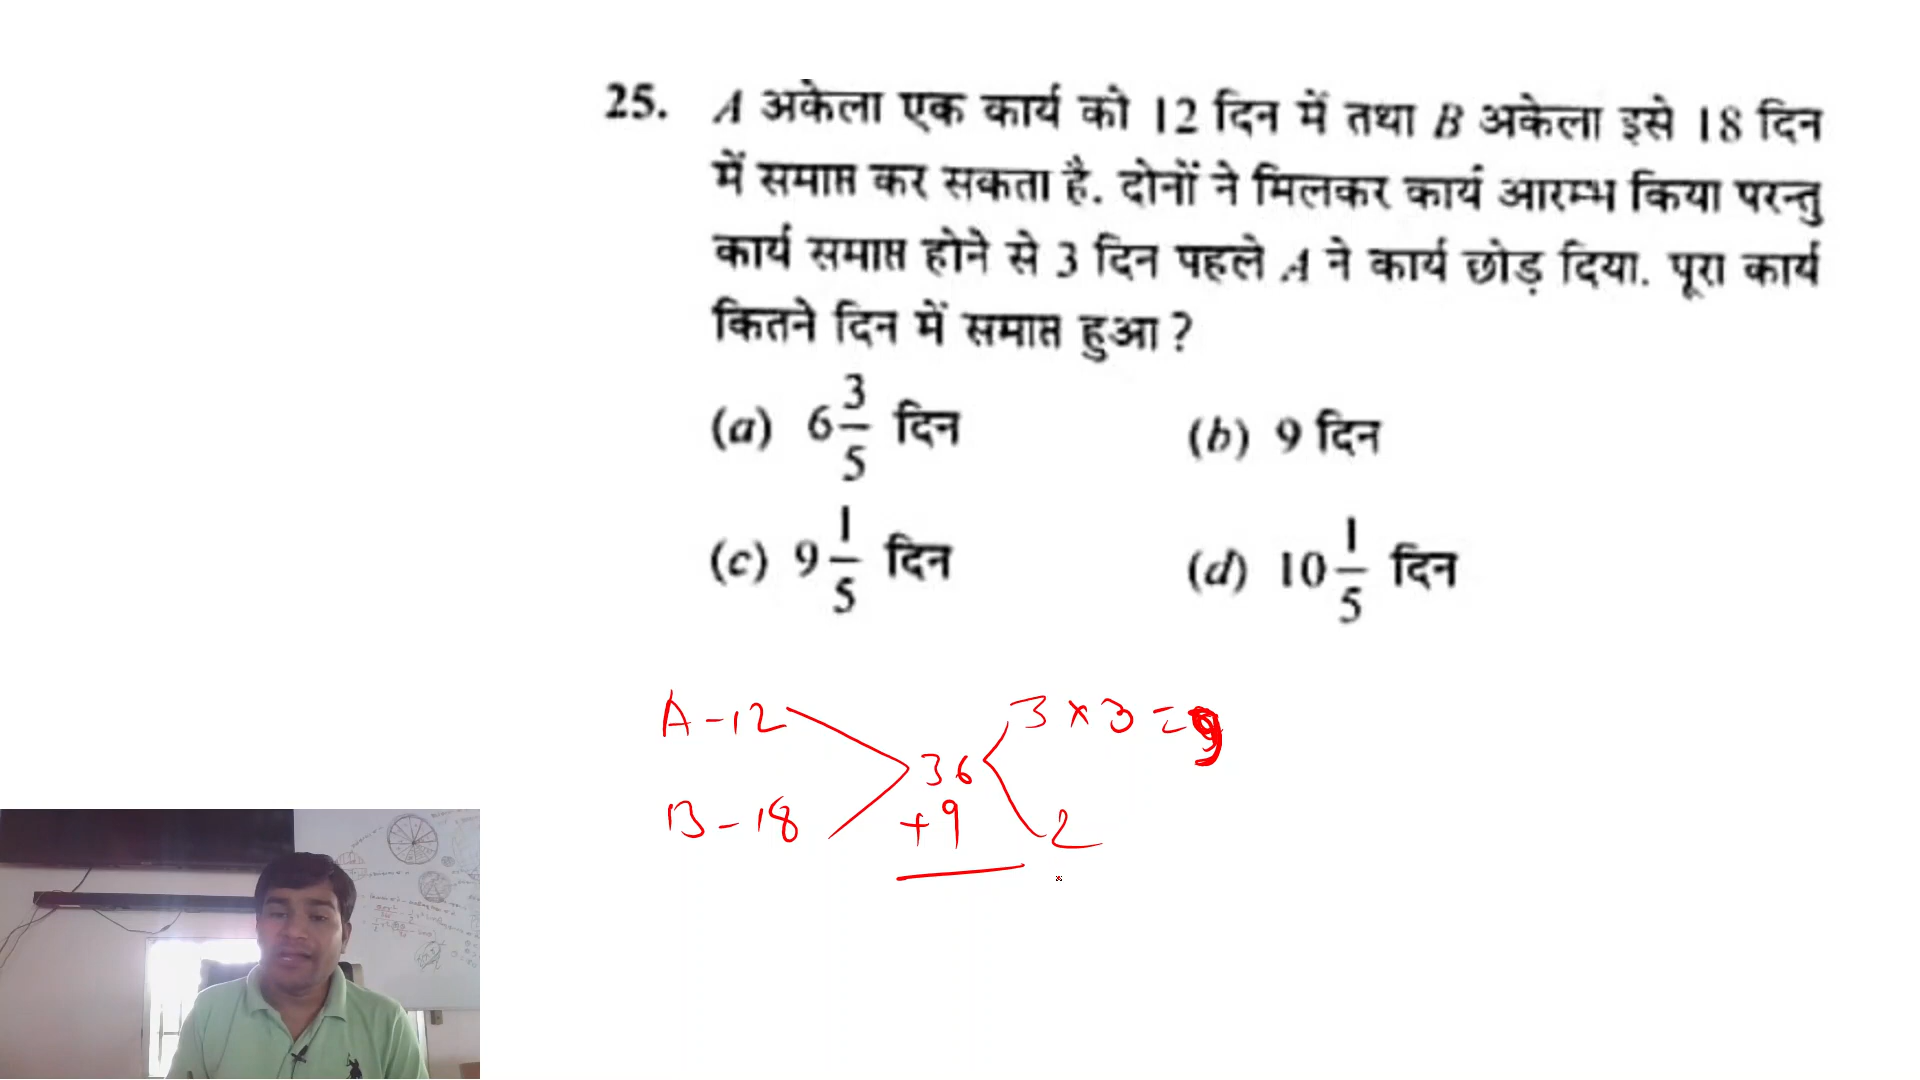 25. A अकेला एक कार्य को 12 दिन में तथा B अकेला इसे 18 दिन
में समाप्त कर सकता है. दोनों ने मिलकर कार्य आरम्भ किया परन्तु
कार्य समाप्त होने से 3 दिन पहले A ने कार्य छोड़ दिया. पूरा कार्य
कितने दिन में समाप्त हुआ ?
(a) 6 3/5 दिन (b) 9 दिन
(c) 9 1/5 दिन (d) 10 1/5 दिन
A - 12 3 × 3 = 9
36
B - 18 + 9 2